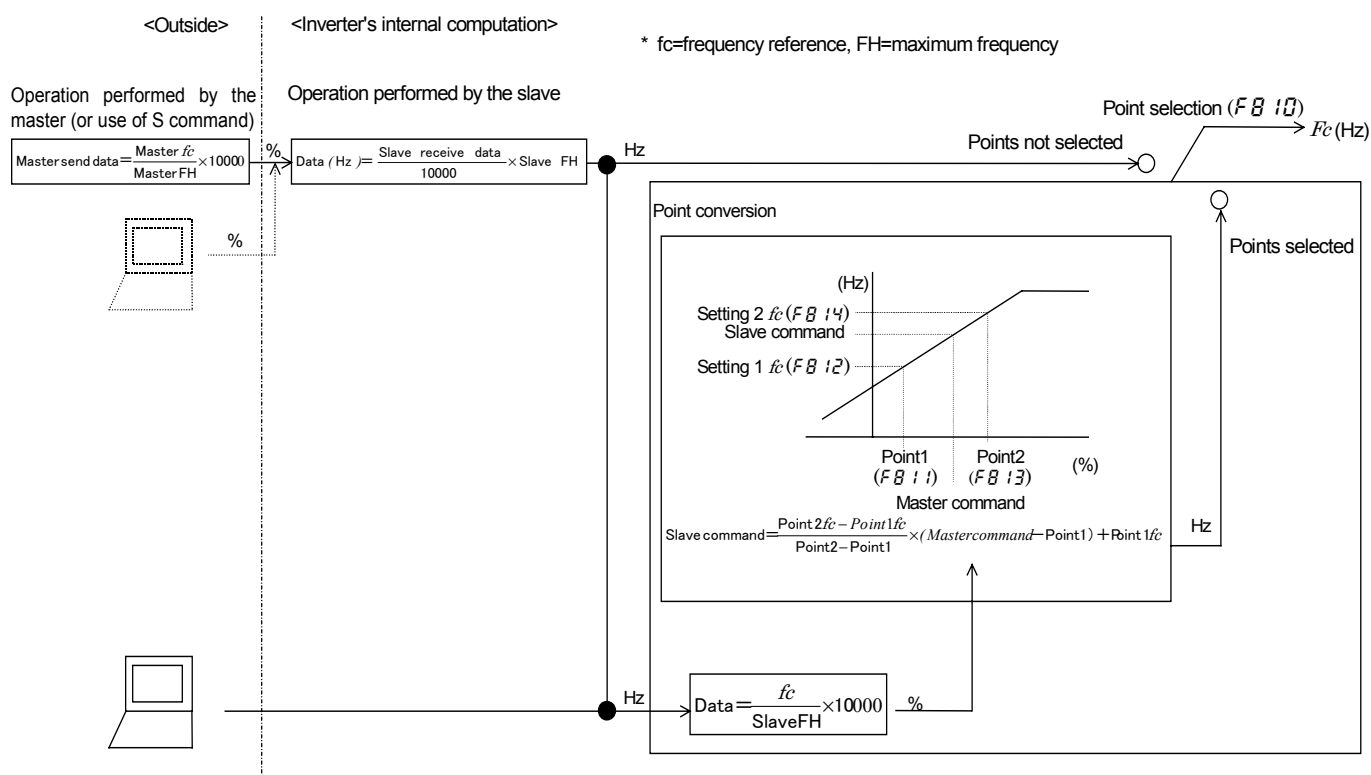 <Outside>
<Inverter's internal computation>
* fc=frequency reference, FH=maximum frequency
Operation performed by the
master (or use of S command)
Operation performed by the slave
Point selection (F810)
Fc (Hz)
Points not selected
Master send data=Master fc/Master FH×10000
%
Data (Hz)=Slave receive data/10000×Slave FH
Hz
Point conversion
%
Points selected
(Hz)
Setting 2 fc (F814)
Slave command
Setting 1 fc (F812)
Point1
(F811)
Point2
(F813)
(%)
Master command
Slave command=Point2fc−Point1fc/Point2−Point1×(Mastercommand−Point1)+Point1fc
Hz
Hz
Data=fc/SlaveFH×10000
%